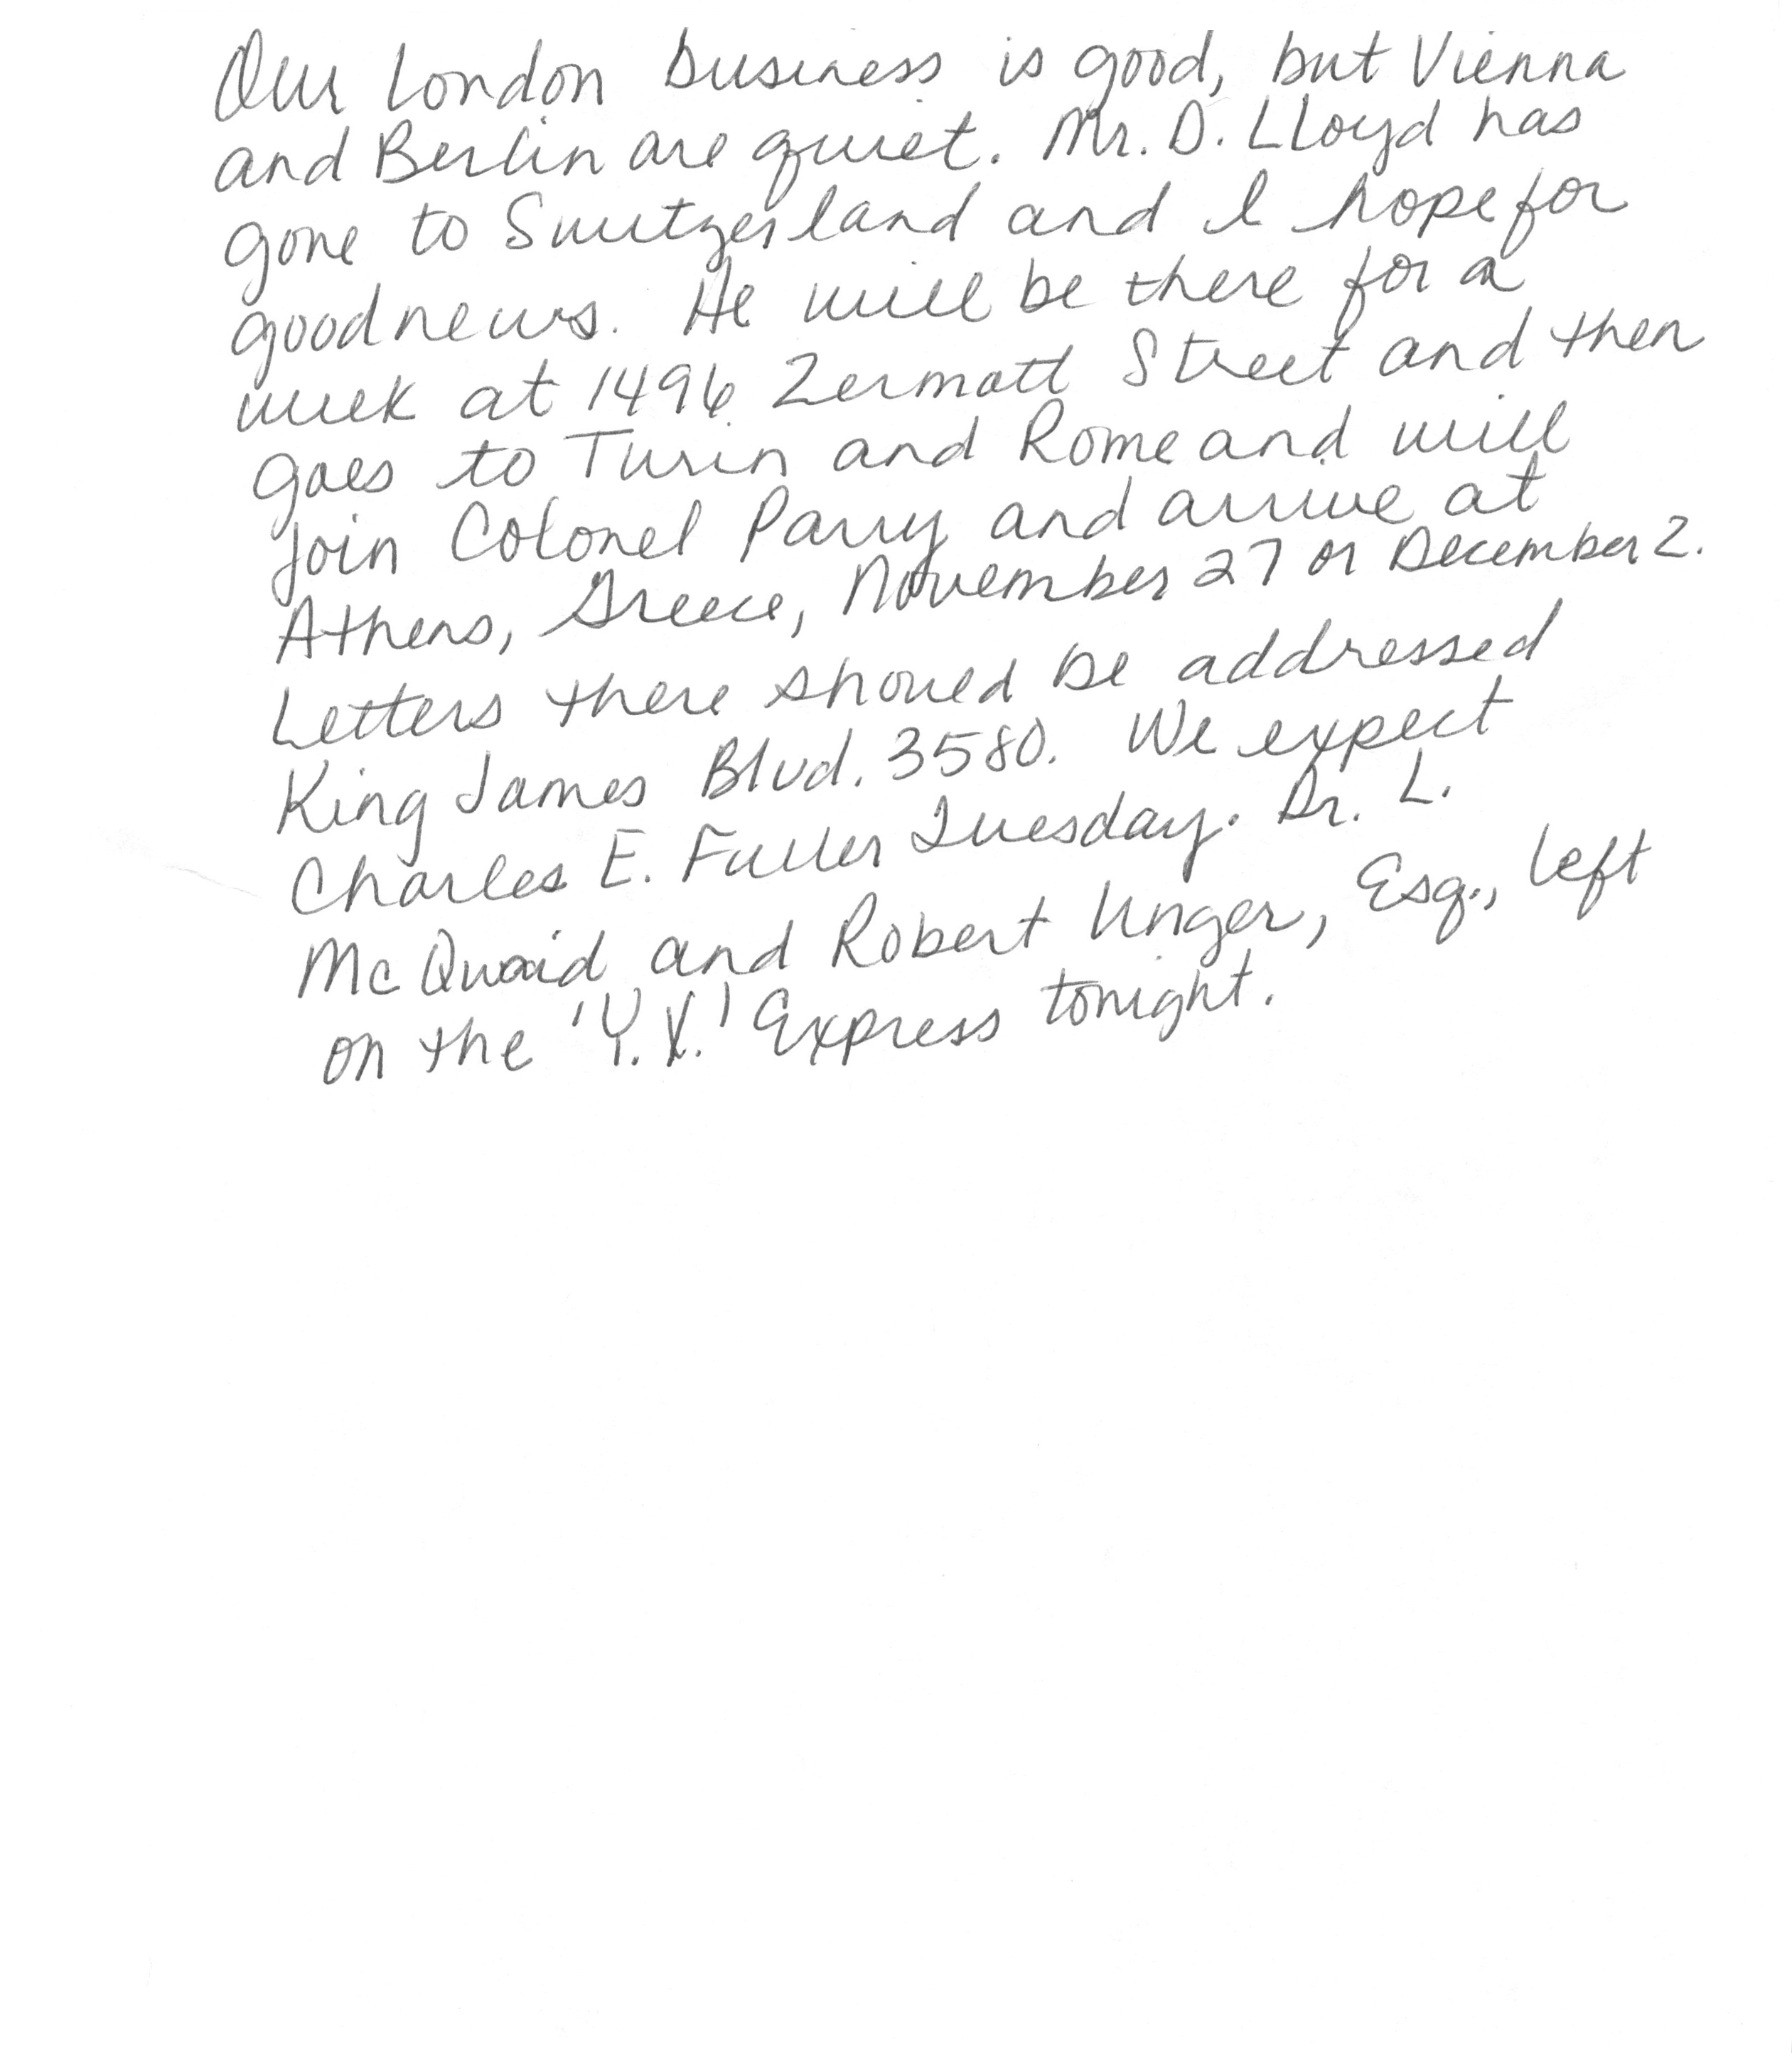 Our London business is good, but Vienna
and Berlin are quiet. Mr. D. Lloyd has
gone to Switzerland and I hope for
good news. He will be there for a
week at 1496 Zermatt Street and then
goes to Turin and Rome and will
join Colonel Parry and arrive at
Athens, Greece, November 27 or December 2.
Letters there should be addressed
King James Blvd. 3580. We expect
Charles E. Fuller Tuesday. Dr. L.
McQuaid and Robert Unger, Esq., left
on the 'Y.X.' Express tonight.